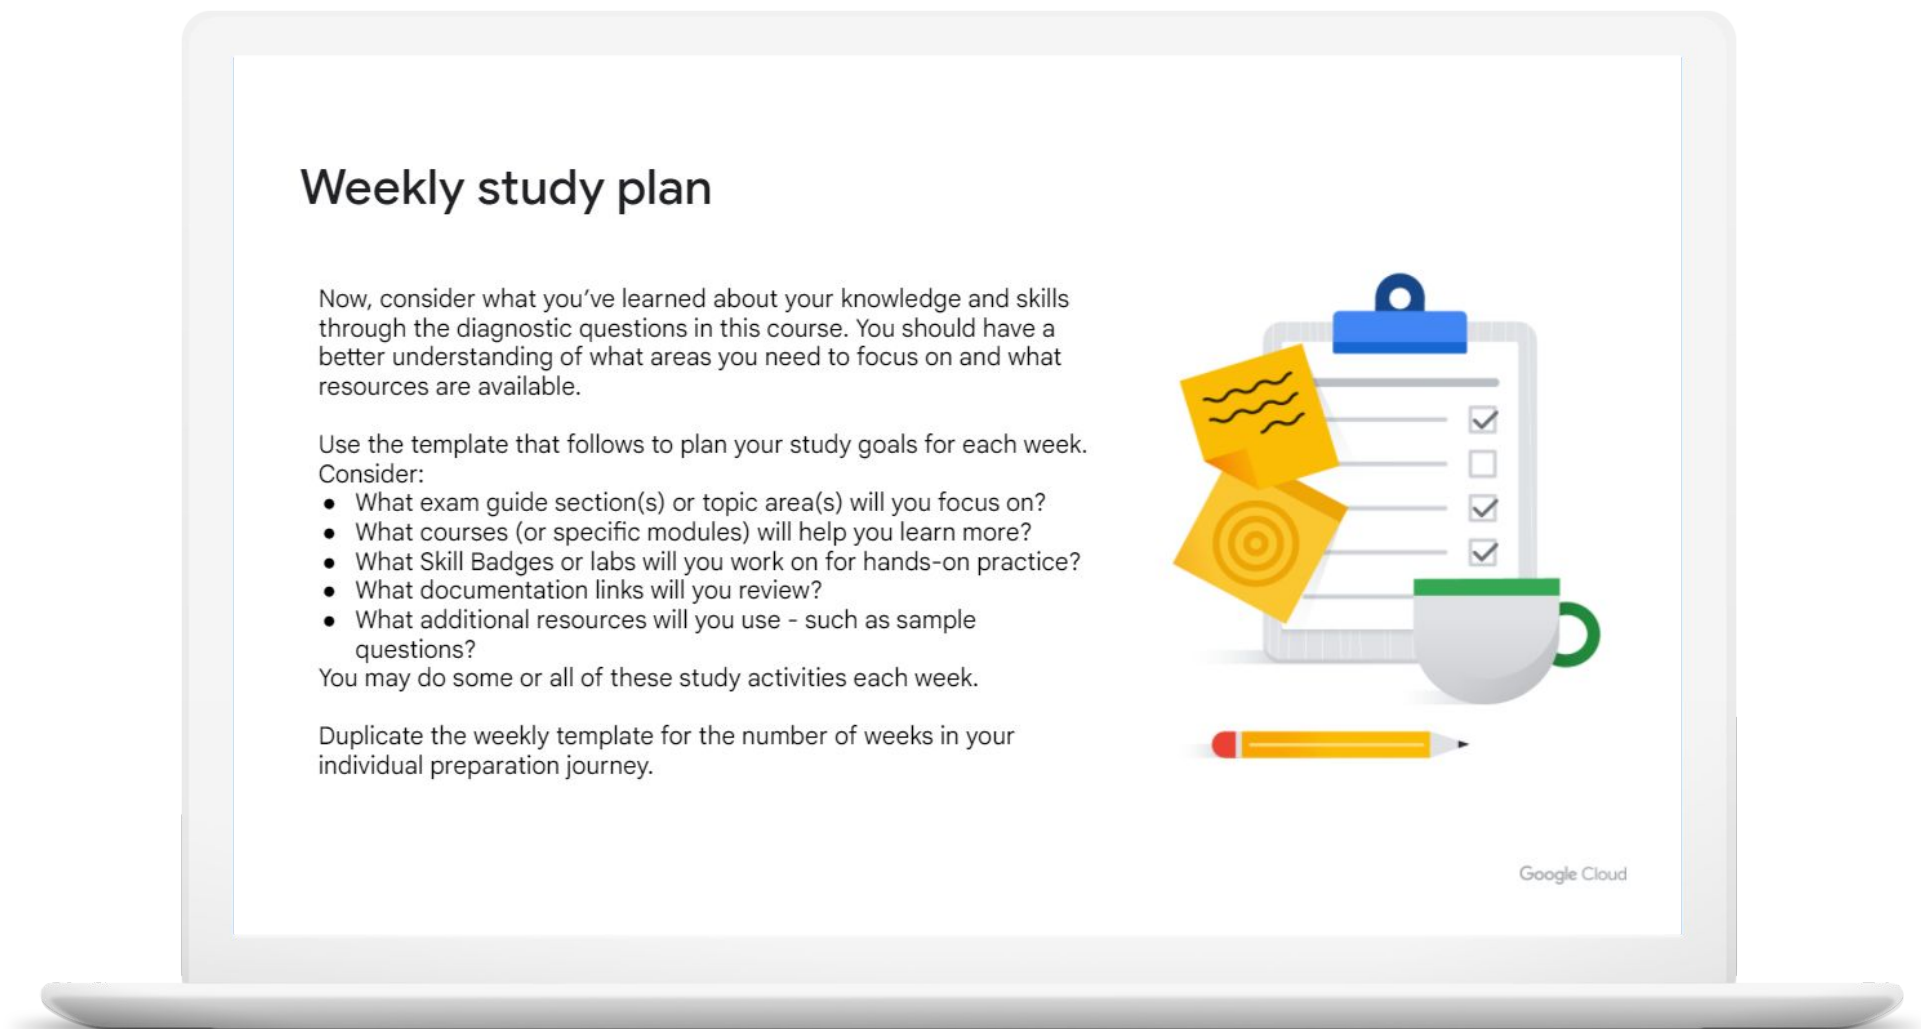 Weekly study plan
Now, consider what you’ve learned about your knowledge and skills
through the diagnostic questions in this course. You should have a
better understanding of what areas you need to focus on and what
resources are available.
Use the template that follows to plan your study goals for each week.
Consider:
● What exam guide section(s) or topic area(s) will you focus on?
● What courses (or specific modules) will help you learn more?
● What Skill Badges or labs will you work on for hands-on practice?
● What documentation links will you review?
● What additional resources will you use - such as sample
questions?
You may do some or all of these study activities each week.
Duplicate the weekly template for the number of weeks in your
individual preparation journey.
Google Cloud